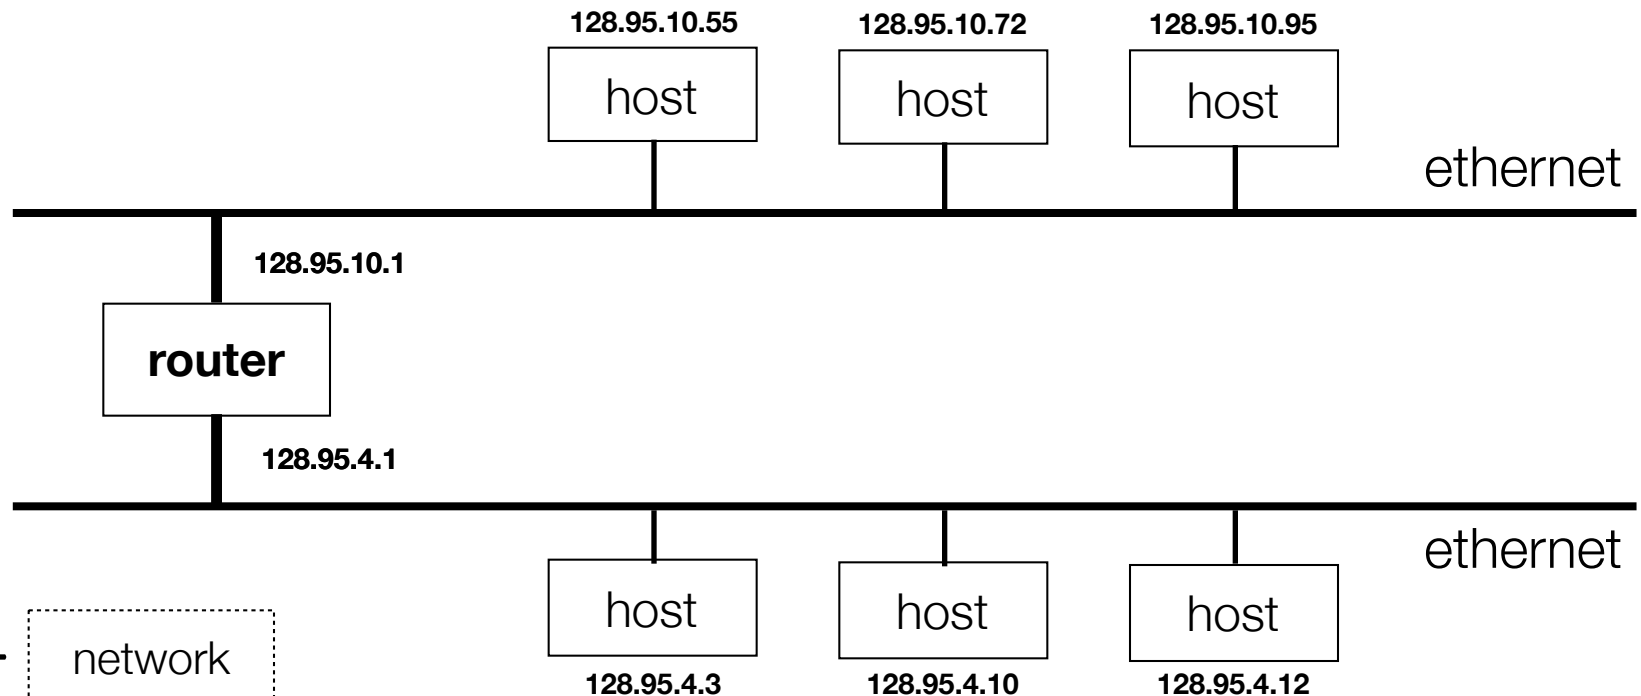 128.95.10.55 128.95.10.72 128.95.10.95
host host host
ethernet
128.95.10.1
router
128.95.4.1
ethernet
host host host
network
128.95.4.3 128.95.4.10 128.95.4.12